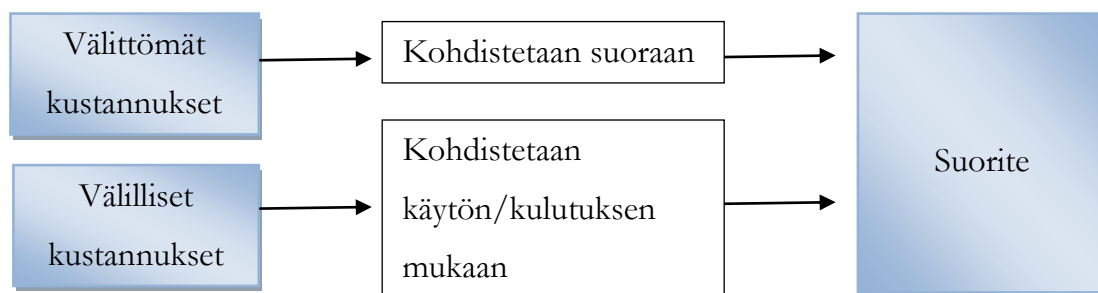 Välittömät
kustannukset
Kohdistetaan suoraan
Välilliset
kustannukset
Kohdistetaan
käytön/kulutuksen
mukaan
Suorite